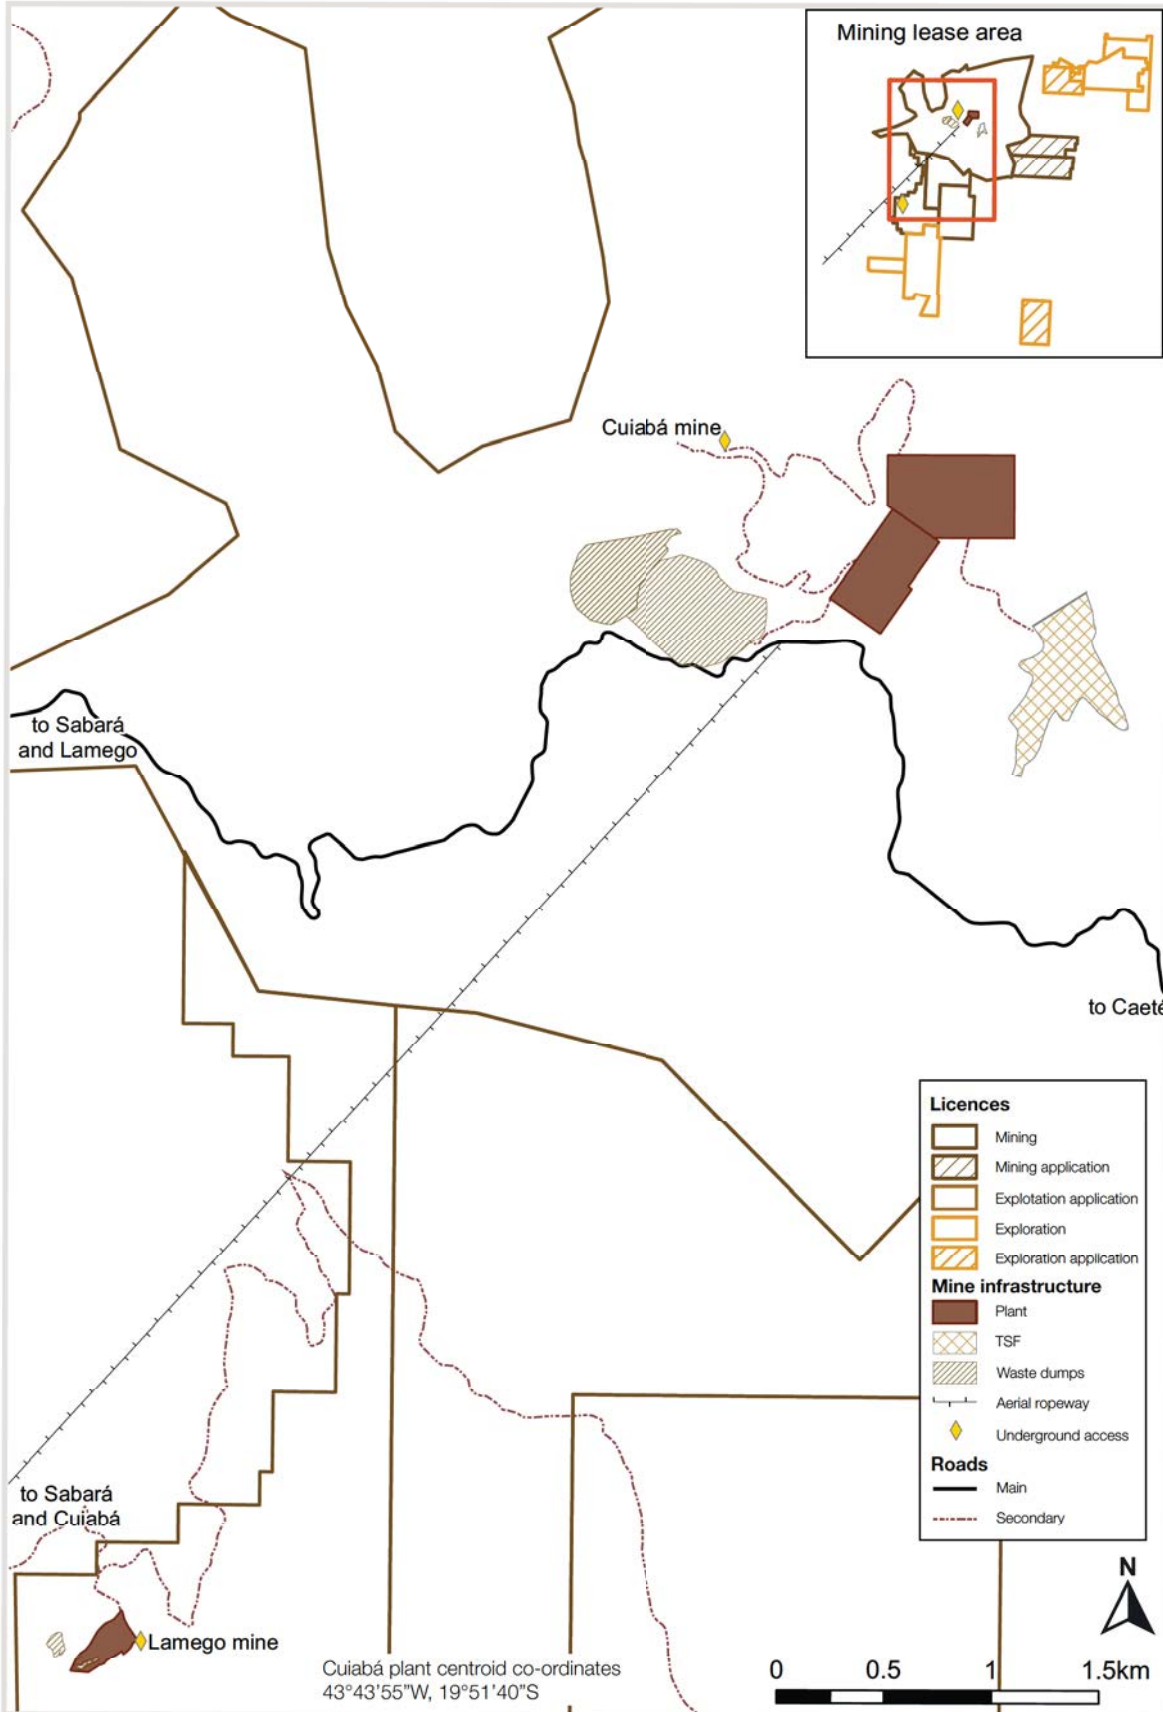 Mining lease area
Cuiabá mine
to Sabará
and Lamego
to Caeté
Licences
Mining
Mining application
Explotation application
Exploration
Exploration application
Mine infrastructure
Plant
TSF
Waste dumps
Aerial ropeway
Underground access
Roads
Main
Secondary
to Sabará
and Cuiabá
Lamego mine
N
Cuiabá plant centroid co-ordinates
43°43’55”W, 19°51’40”S
0 0.5 1 1.5km